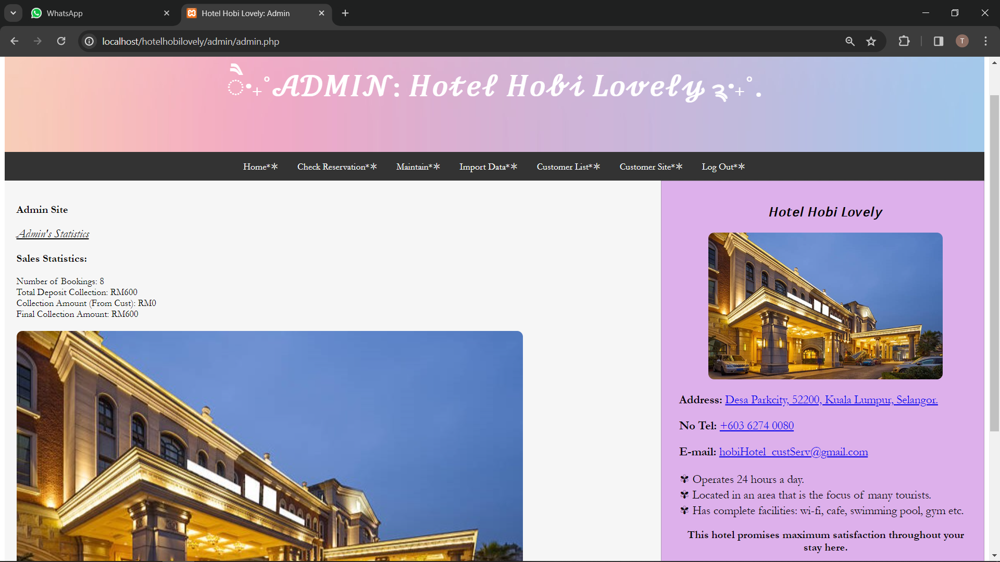 WhatsApp
Hotel Hobi Lovely: Admin
localhost/hotelhobilovely/admin/admin.php
T
ADMIN: Hotel Hobi Lovely
Home*⁎ Check Reservation*⁎ Maintain*⁎ Import Data*⁎ Customer List*⁎ Customer Site*⁎ Log Out*⁎
Admin Site
Admin's Statistics
Sales Statistics:
Number of Bookings: 8
Total Deposit Collection: RM600
Collection Amount (From Cust): RM0
Final Collection Amount: RM600
Hotel Hobi Lovely
Address: Desa Parkcity, 52200, Kuala Lumpur, Selangor.
No Tel: +603 6274 0080
E-mail: hobiHotel_custServ@gmail.com
✾ Operates 24 hours a day.
✾ Located in an area that is the focus of many tourists.
✾ Has complete facilities: wi-fi, cafe, swimming pool, gym etc.
This hotel promises maximum satisfaction throughout your
stay here.